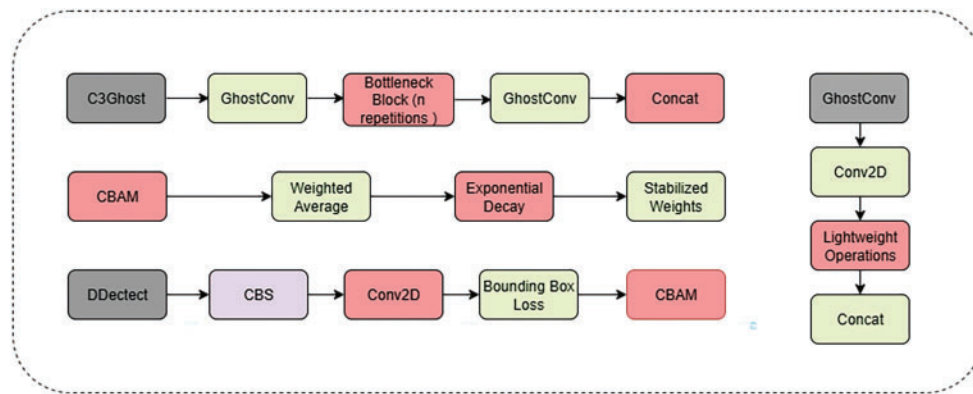 C3Ghost
GhostConv
Bottleneck
Block (n
repetitions )
GhostConv
Concat
CBAM
Weighted
Average
Exponential
Decay
Stabilized
Weights
DDectect
CBS
Conv2D
Bounding Box
Loss
CBAM
GhostConv
Conv2D
Lightweight
Operations
Concat